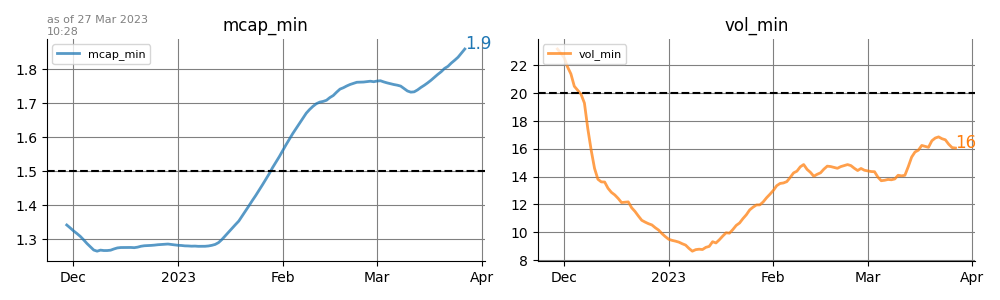 as of 27 Mar 2023
10:28
mcap_min
mcap_min
1.9
1.8
1.7
1.6
1.5
1.4
1.3
Dec 2023 Feb Mar Apr
vol_min
vol_min
22
20
18
16
16
14
12
10
8
Dec 2023 Feb Mar Apr